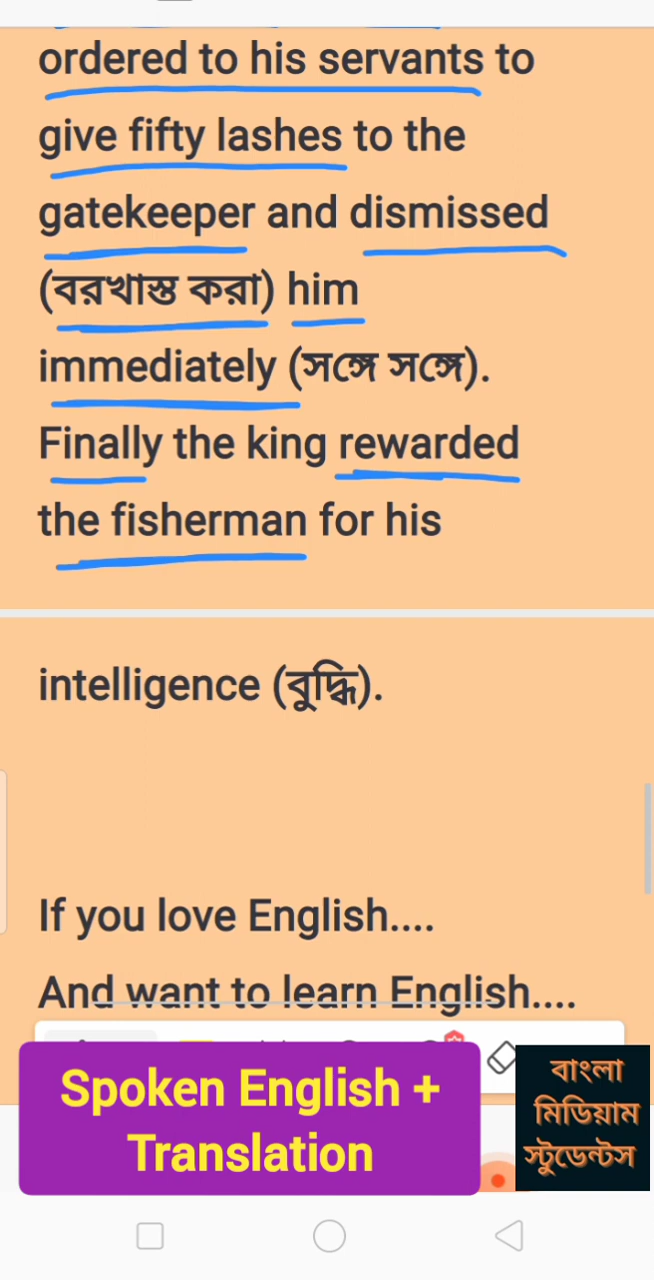 ordered to his servants to
give fifty lashes to the
gatekeeper and dismissed
(বরখাস্ত করা) him
immediately (সঙ্গে সঙ্গে).
Finally the king rewarded
the fisherman for his
intelligence (বুদ্ধি).
If you love English....
And want to learn English....
Spoken English +
Translation
বাংলা
মিডিয়াম
স্টুডেন্টস